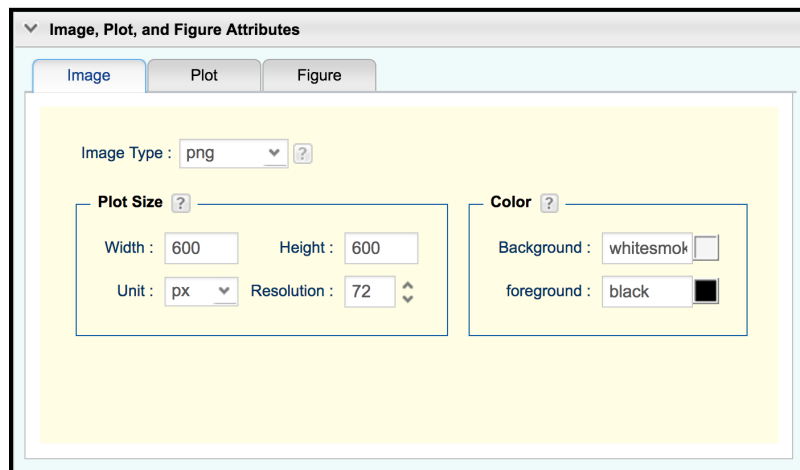 Image, Plot, and Figure Attributes
Image Plot Figure
Image Type : png ?
Plot Size ? Color ?
Width : 600 Height : 600 Background : whitesmok
Unit : px Resolution : 72 foreground : black